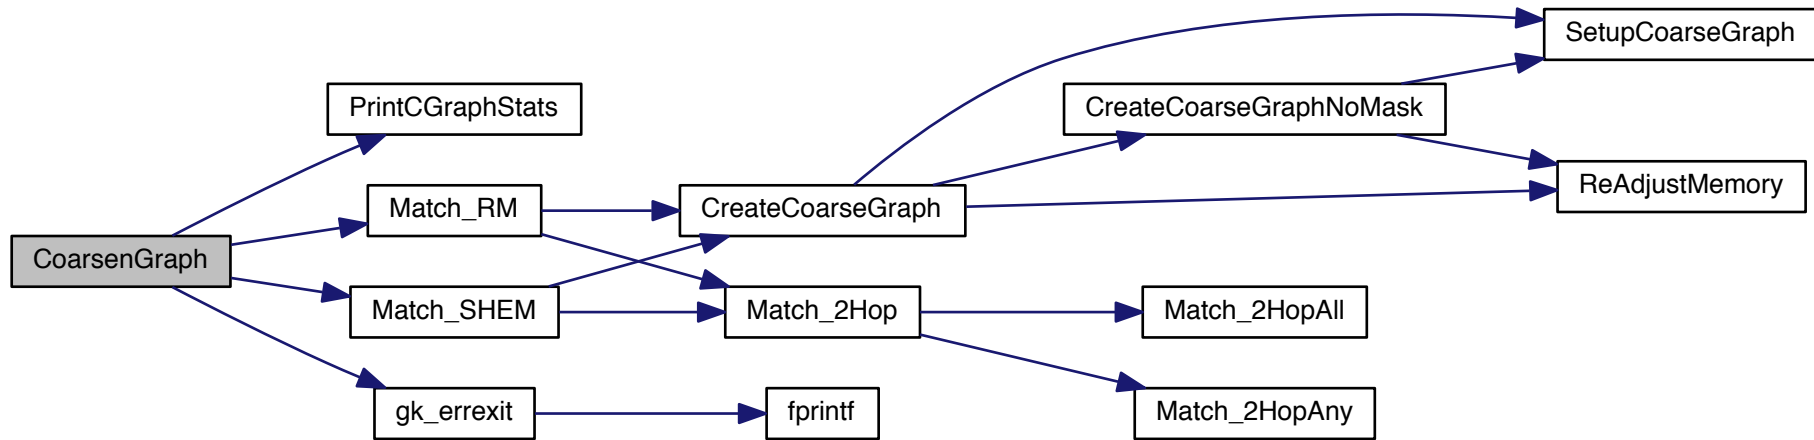 SetupCoarseGraph
PrintCGraphStats
CreateCoarseGraphNoMask
ReAdjustMemory
Match_RM
CreateCoarseGraph
CoarsenGraph
Match_SHEM
Match_2Hop
Match_2HopAll
gk_errexit
fprintf
Match_2HopAny